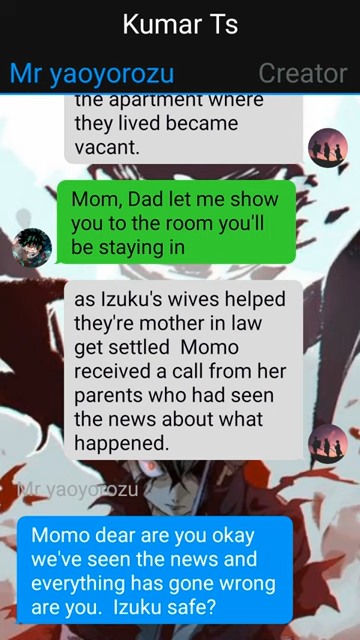 Kumar Ts
Mr yaoyorozu
Creator
the apartment where
they lived became
vacant.
Mom, Dad let me show
you to the room you'll
be staying in
as Izuku's wives helped
they're mother in law
get settled  Momo
received a call from her
parents who had seen
the news about what
happened.
Mr yaoyorozu
Momo dear are you okay
we've seen the news and
everything has gone wrong
are you.  Izuku safe?